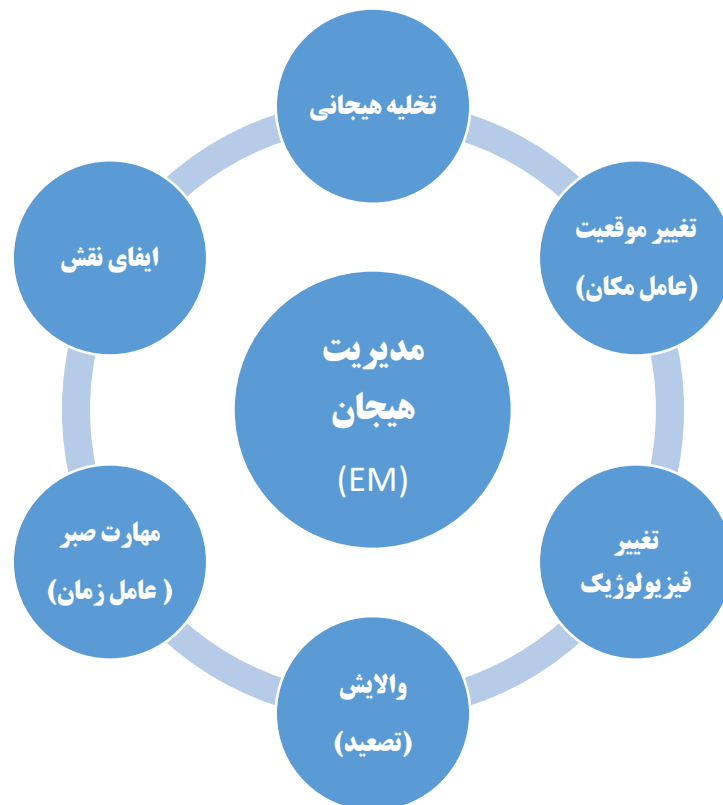 تخلیه هیجانی
تغییر موقعیت
(عامل مکان)
تغییر
فیزیولوژیک
والایش
(تصعید)
مهارت صبر
( عامل زمان)
ایفای نقش
مدیریت
هیجان
(EM)